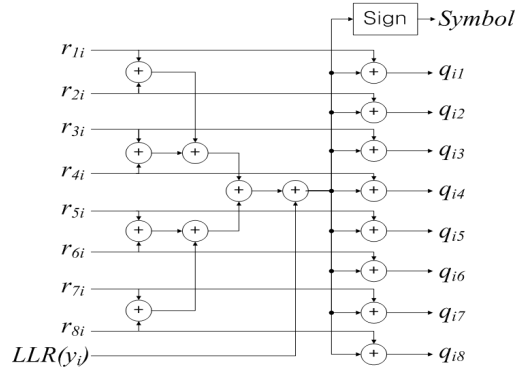 Sign Symbol
r1i
+ + qi1
r2i
+ qi2
r3i
+ + + qi3
r4i
+ + + qi4
r5i
+ + + qi5
r6i
+ qi6
r7i
+ + qi7
r8i
LLR(yi)
+ qi8